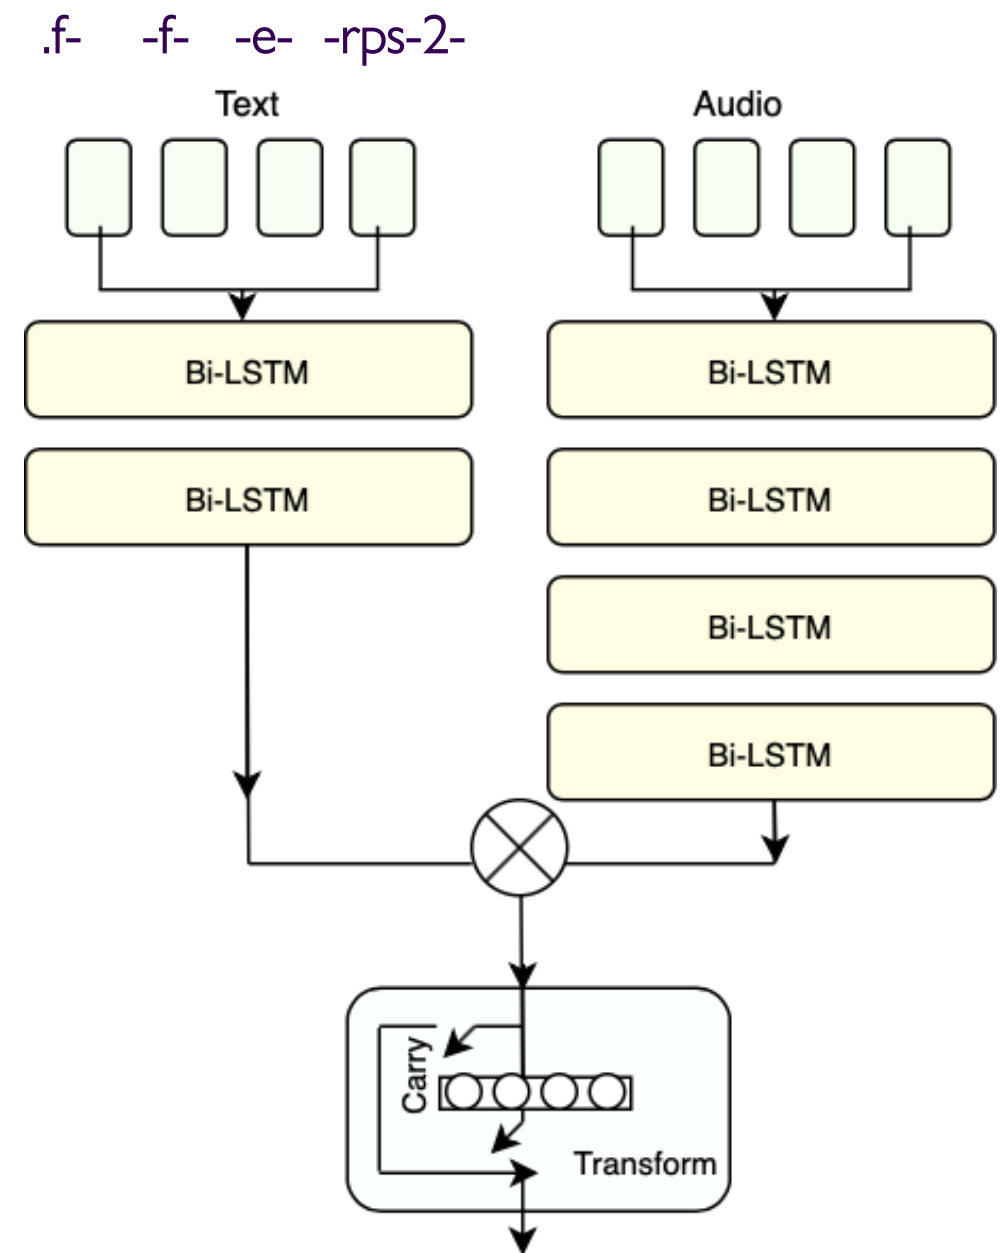 .f- -f- -e- -rps-2-
Text Audio
Bi-LSTM Bi-LSTM
Bi-LSTM Bi-LSTM
Bi-LSTM
Bi-LSTM
Carry
Transform